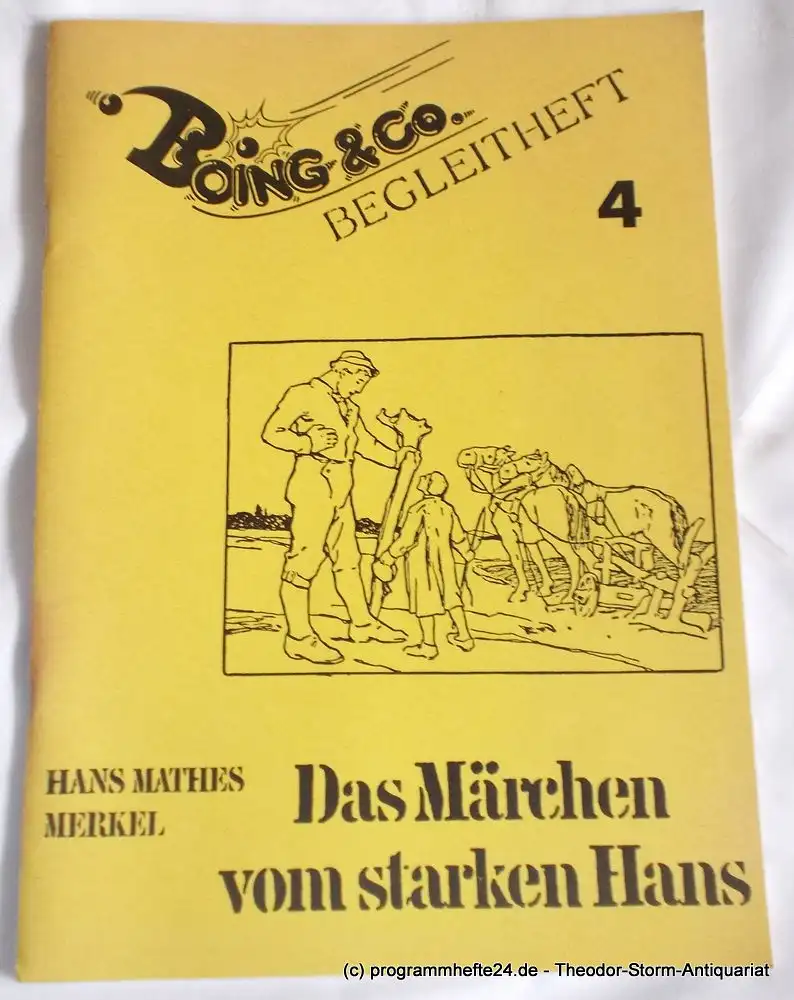 BOING & CO.
BEGLEITHEFT
4
HANS MATHES
MERKEL
Das Märchen
vom starken Hans
(c) programmhefte24.de - Theodor-Storm-Antiquariat